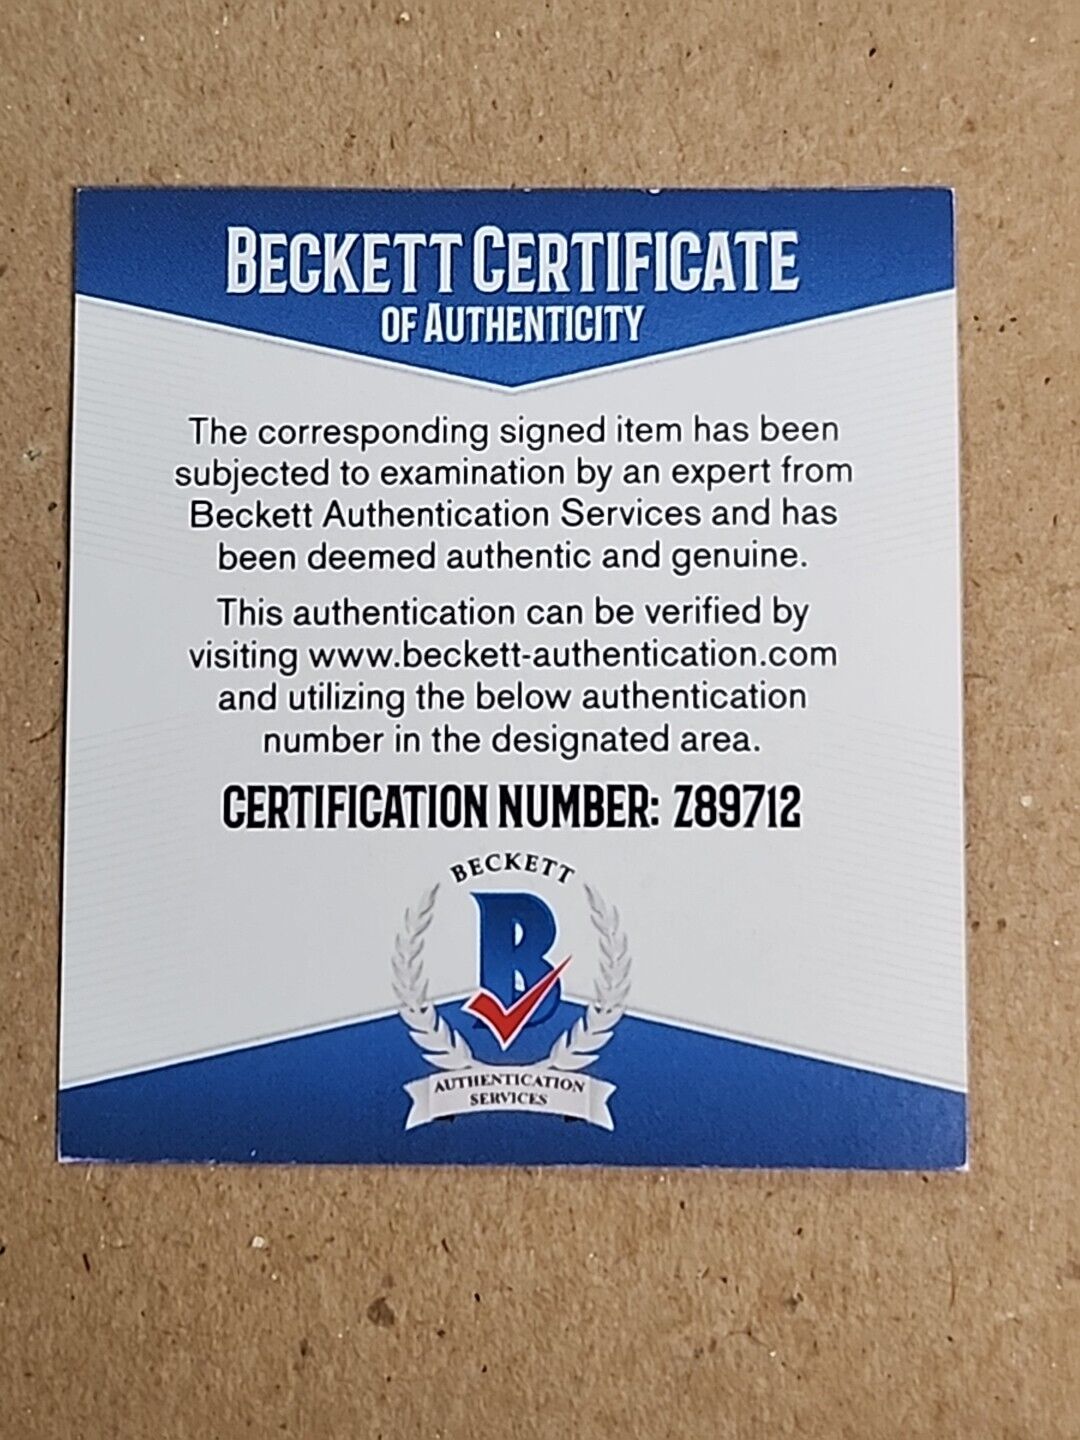 BECKETT CERTIFICATE
OF AUTHENTICITY
The corresponding signed item has been
subjected to examination by an expert from
Beckett Authentication Services and has
been deemed authentic and genuine.
This authentication can be verified by
visiting www.beckett-authentication.com
and utilizing the below authentication
number in the designated area.
CERTIFICATION NUMBER: Z89712
BECKETT
B
AUTHENTICATION
SERVICES